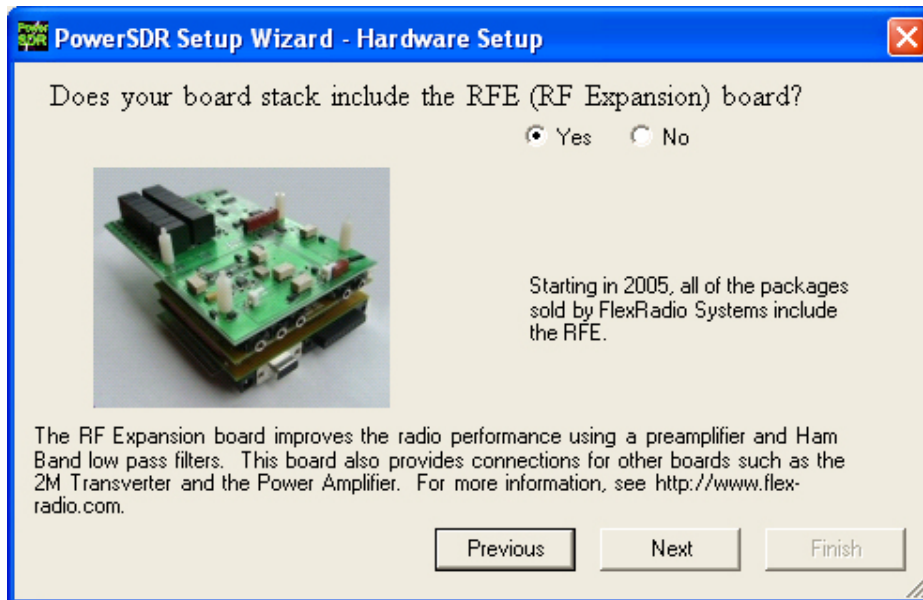 Power SDR
PowerSDR Setup Wizard - Hardware Setup
Does your board stack include the RFE (RF Expansion) board?
Yes No
Starting in 2005, all of the packages
sold by FlexRadio Systems include
the RFE.
The RF Expansion board improves the radio performance using a preamplifier and Ham
Band low pass filters. This board also provides connections for other boards such as the
2M Transverter and the Power Amplifier. For more information, see http://www.flex-
radio.com.
Previous Next Finish